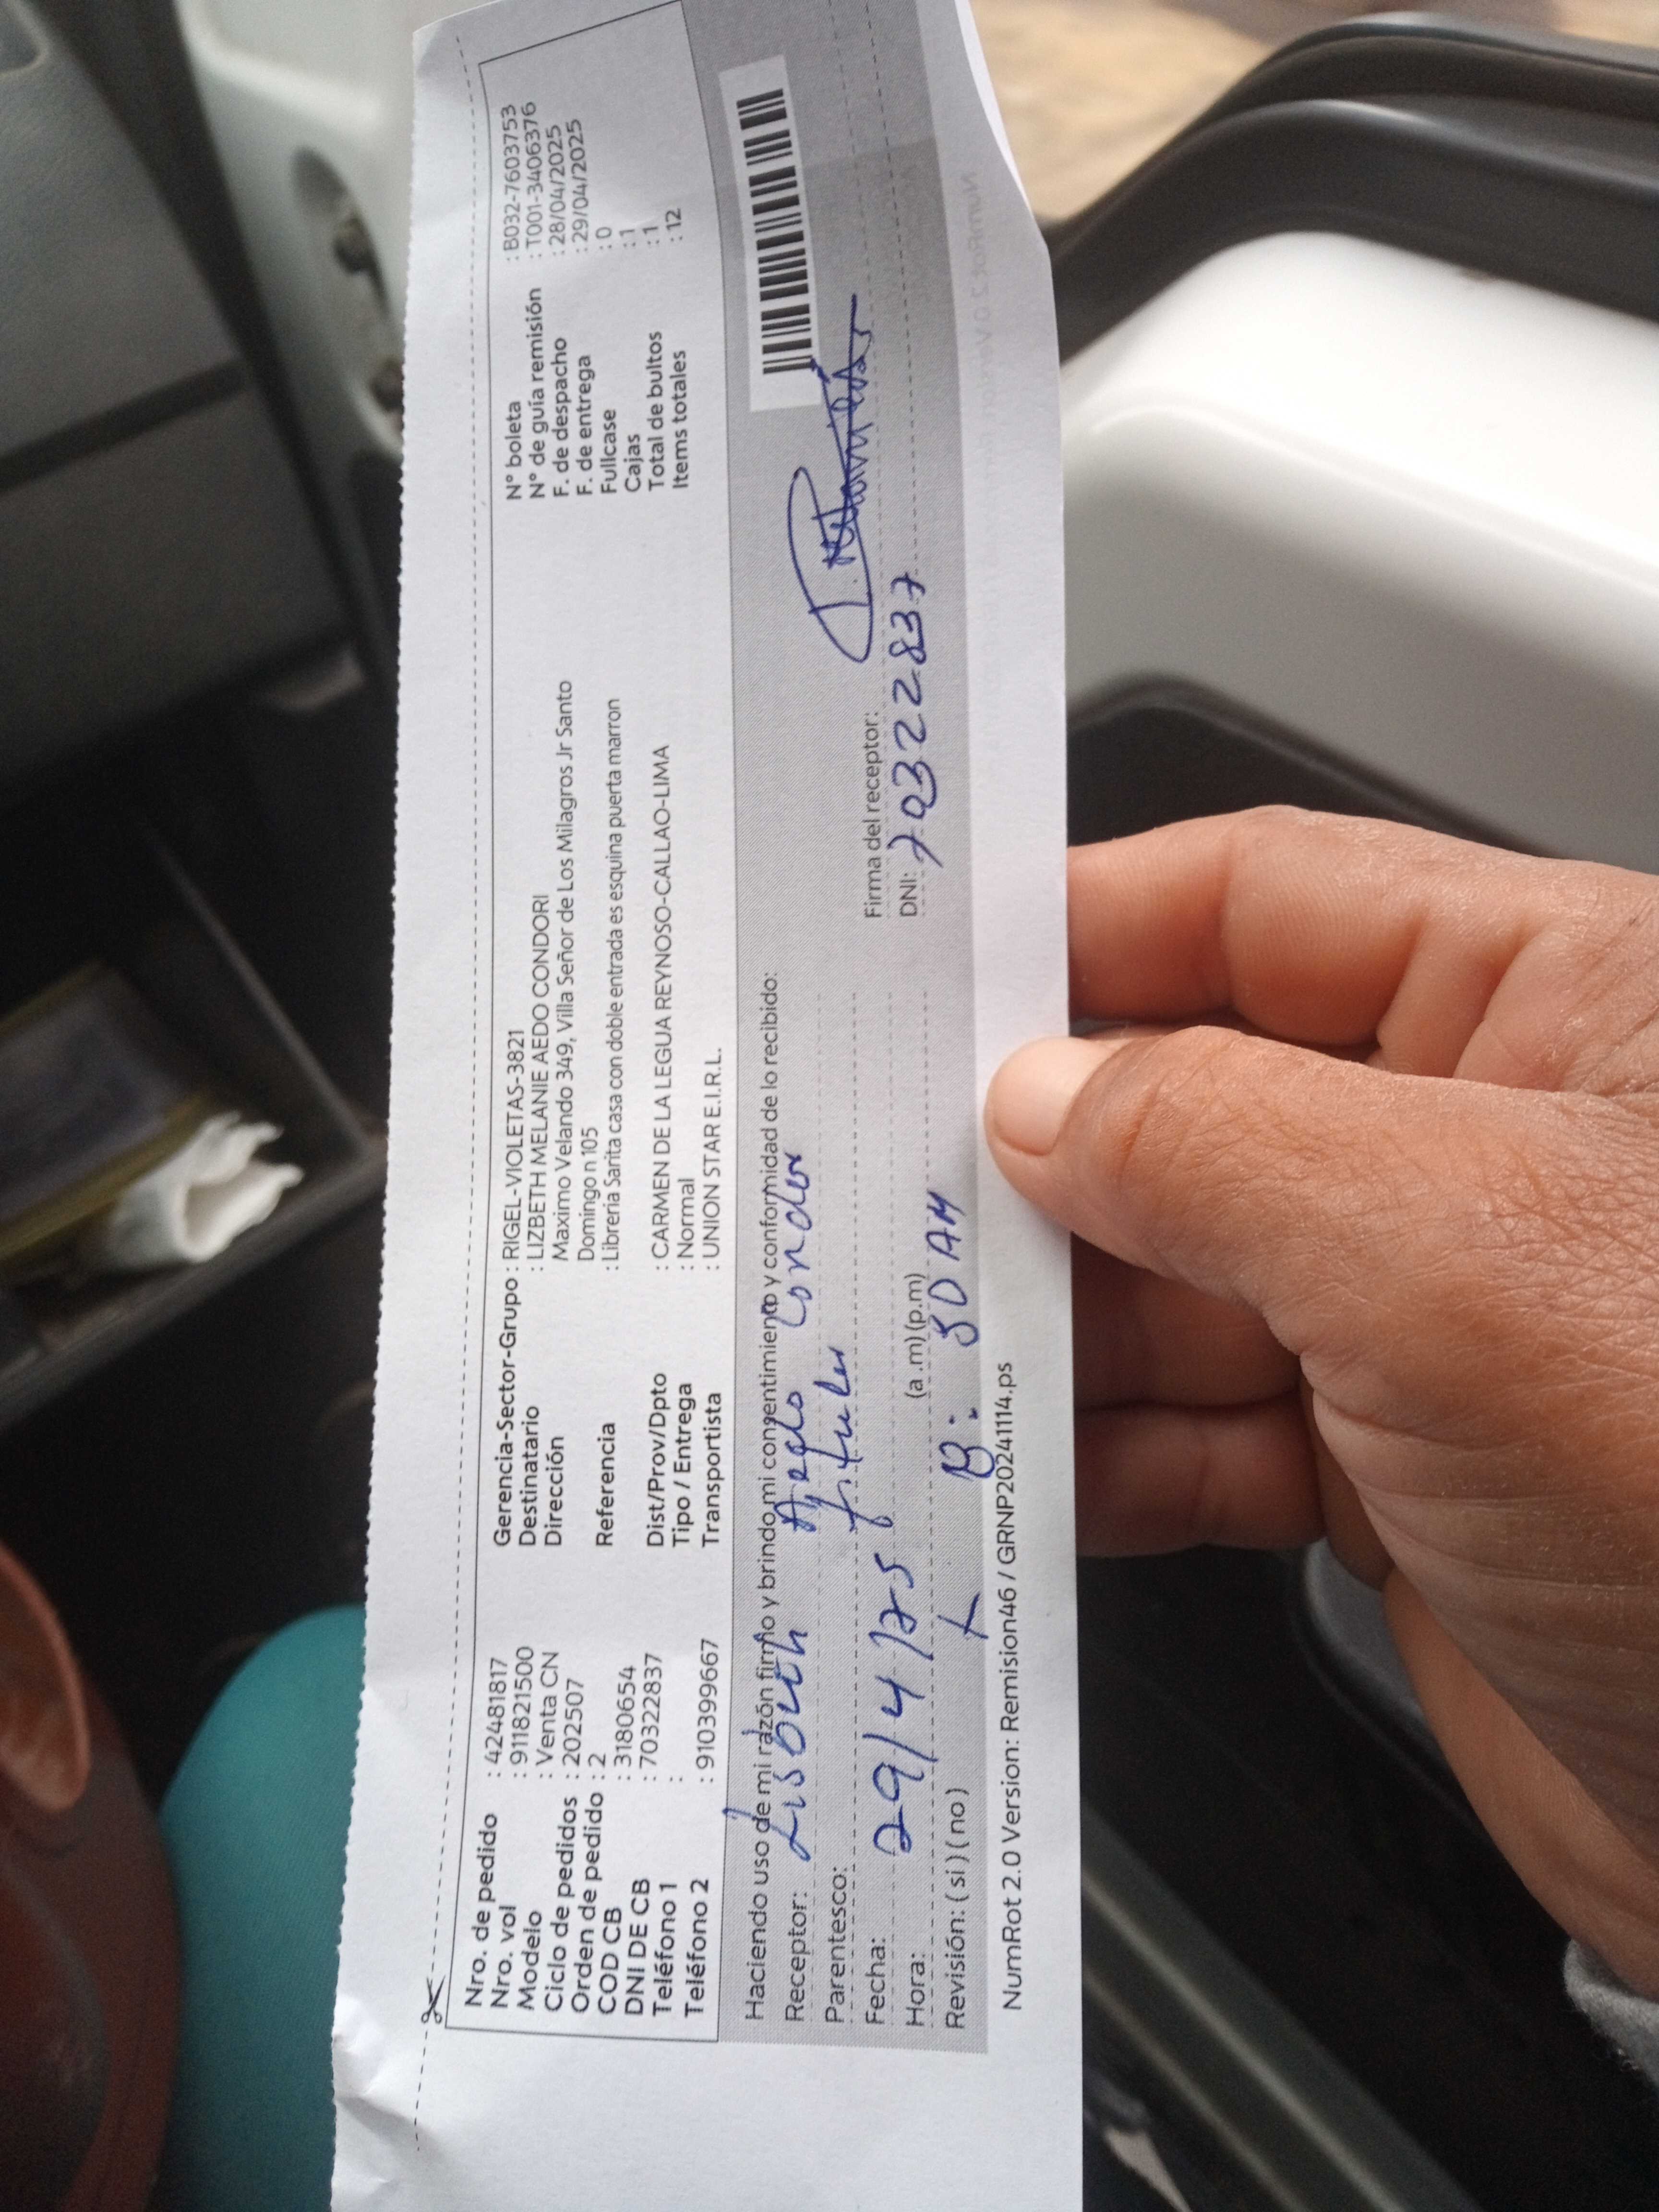 Nro. de pedido : 42481817
Nro. vol : 911821500
Modelo : Venta CN
Ciclo de pedidos : 202507
Orden de pedido : 2
COD CB : 3180654
DNI DE CB : 70322837
Teléfono 1 :
Teléfono 2 : 910399667
Gerencia-Sector-Grupo : RIGEL-VIOLETAS-3821
Destinatario : LIZBETH MELANIE AEDO CONDORI
Dirección Maximo Velando 349, Villa Señor de Los Milagros Jr Santo
Domingo n 105
Referencia : Libreria Sarita casa con doble entrada es esquina puerta marron
Dist/Prov/Dpto : CARMEN DE LA LEGUA REYNOSO-CALLAO-LIMA
Tipo / Entrega : Normal
Transportista : UNION STAR E.I.R.L.
N° boleta : B032-7603753
N° de guía remisión : T001-3406376
F. de despacho : 28/04/2025
F. de entrega : 29/04/2025
Fullcase : 0
Cajas : 1
Total de bultos : 1
Items totales : 12
Haciendo uso de mi razón firmo y brindo mi consentimiento y conformidad de lo recibido:
Receptor: Aedo Condor
Parentesco: titular
Fecha: 29/4/25
Hora: (a .m) (p.m)
Revisión: ( si ) ( no ) 50 AM
Firma del receptor:
DNI: 70322837
NumRot 2.0 Version: Remision46 / GRNP20241114.ps